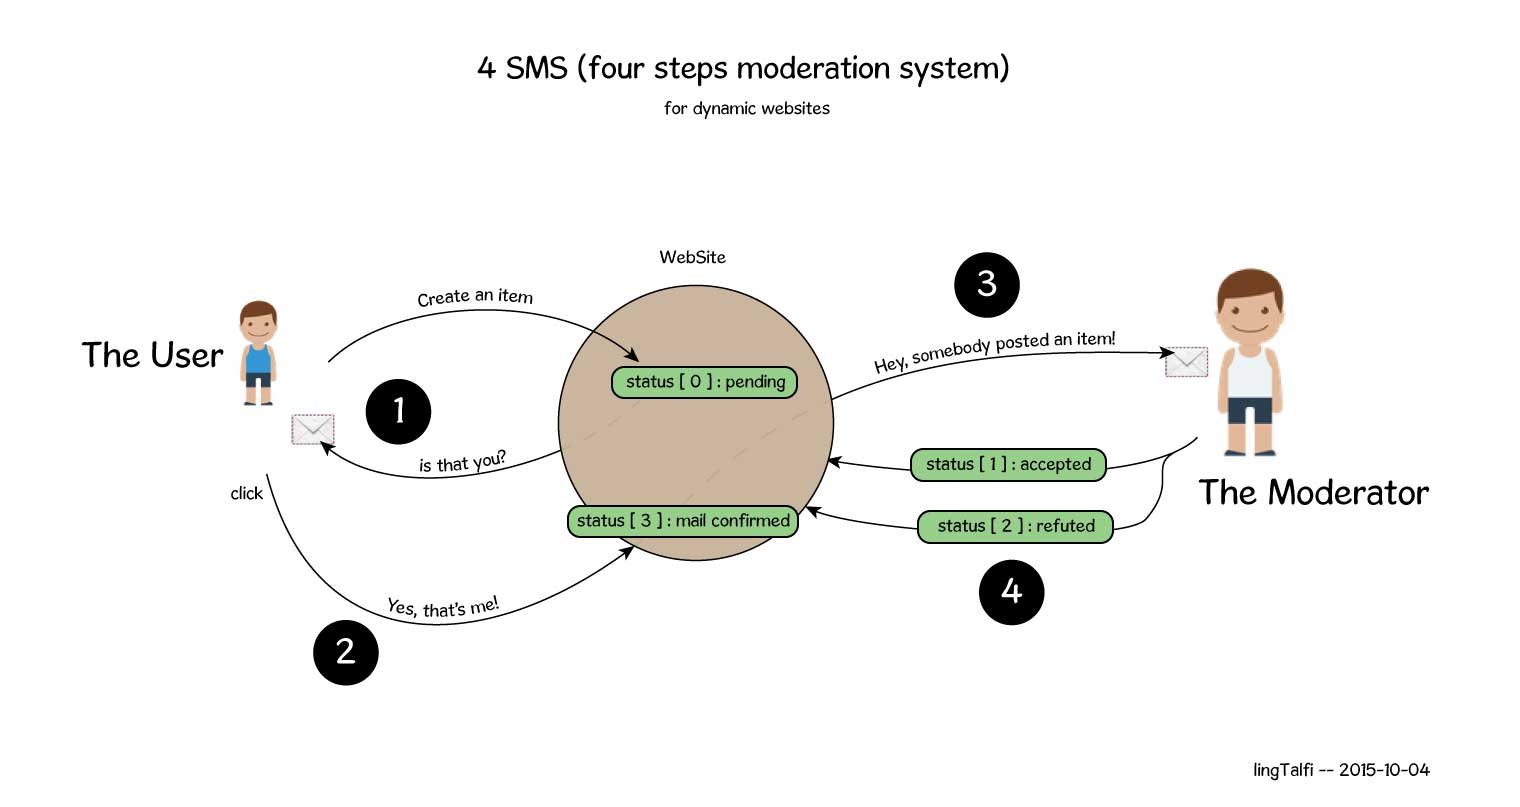 4 SMS (four steps moderation system)
for dynamic websites
WebSite
3
Create an item
The User
Hey, somebody posted an item!
status [ 0 ] : pending
1
is that you?
status [ 1 ] : accepted
click
The Moderator
status [ 3 ] : mail confirmed
status [ 2 ] : refuted
4
Yes, that's me!
2
lingTalfi -- 2015-10-04